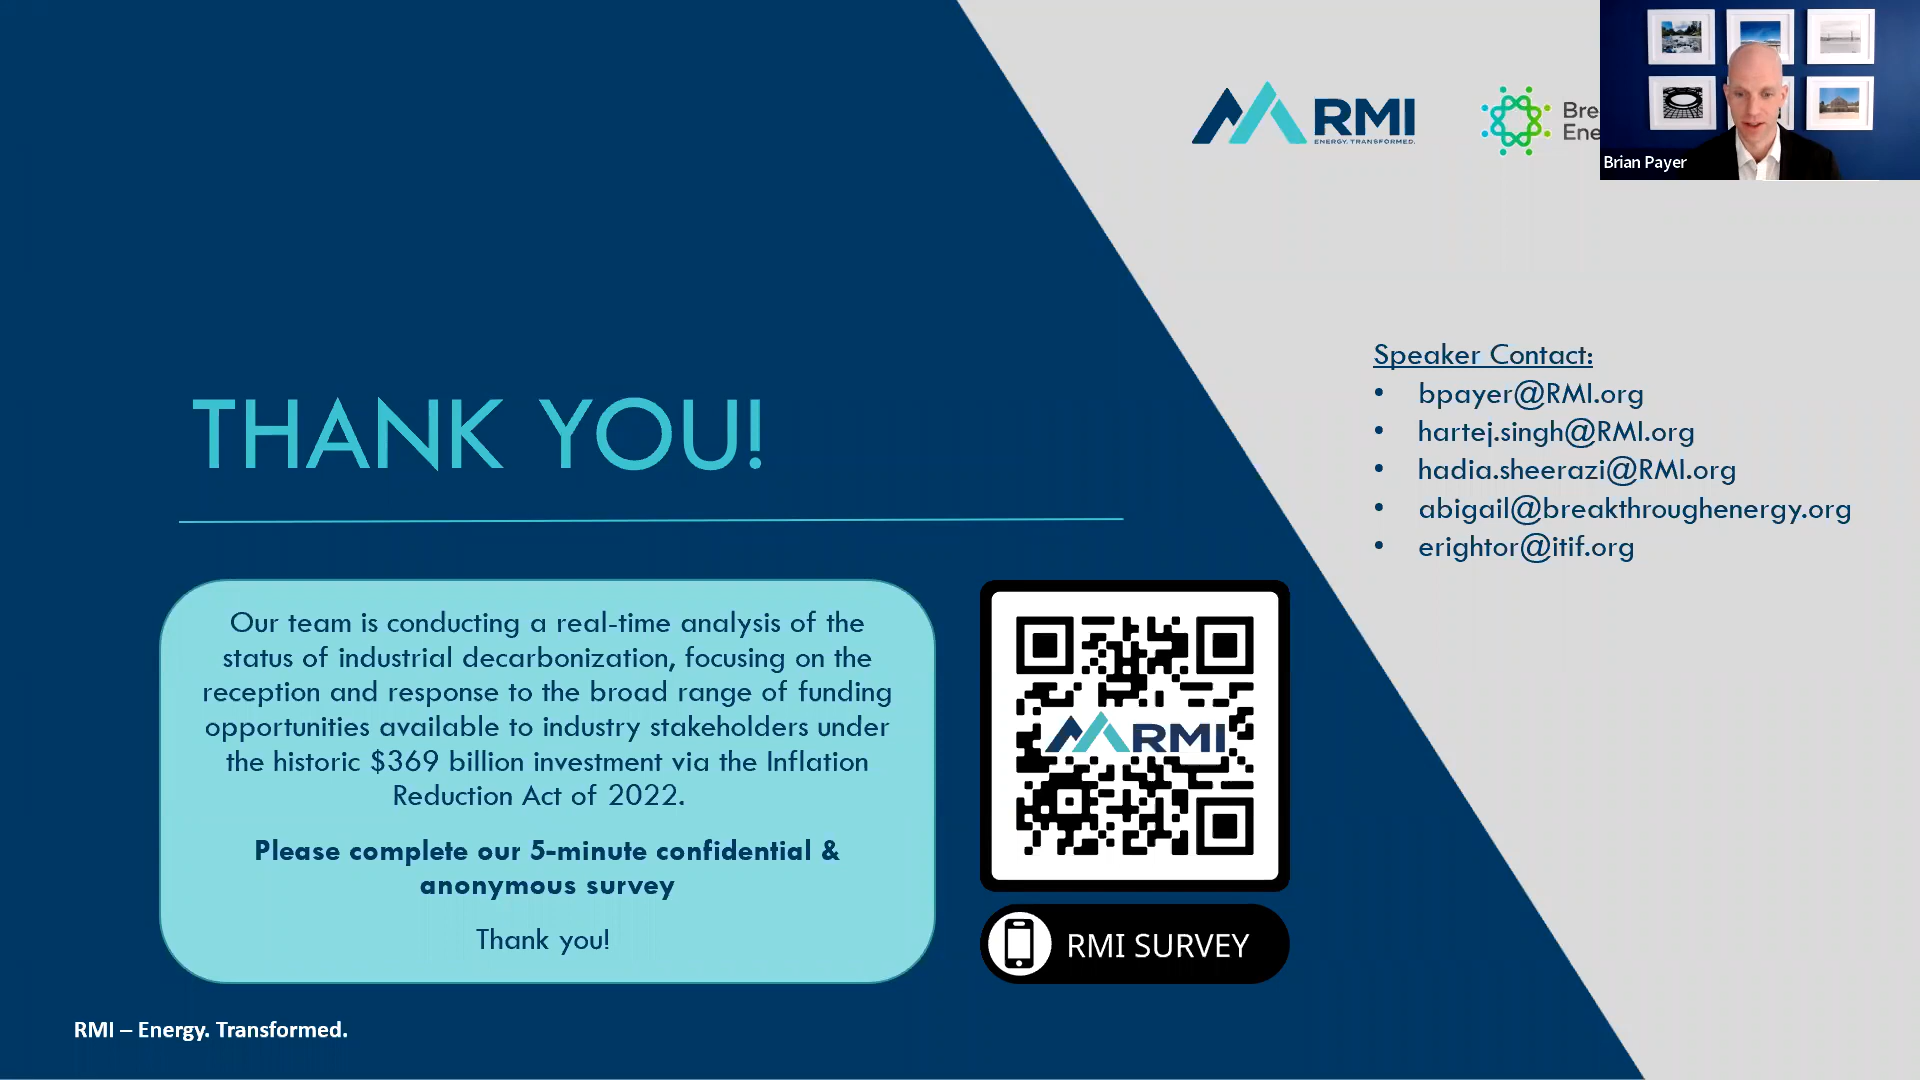 RMI
ENERGY. TRANSFORMED.
Bre
Ene
Brian Payer
Speaker Contact:
• bpayer@RMI.org
• hartej.singh@RMI.org
• hadia.sheerazi@RMI.org
• abigail@breakthroughenergy.org
• erightor@itif.org
THANK YOU!
Our team is conducting a real-time analysis of the
status of industrial decarbonization, focusing on the
reception and response to the broad range of funding
opportunities available to industry stakeholders under
the historic $369 billion investment via the Inflation
Reduction Act of 2022.
Please complete our 5-minute confidential &
anonymous survey
Thank you!
RMI
RMI SURVEY
RMI – Energy. Transformed.